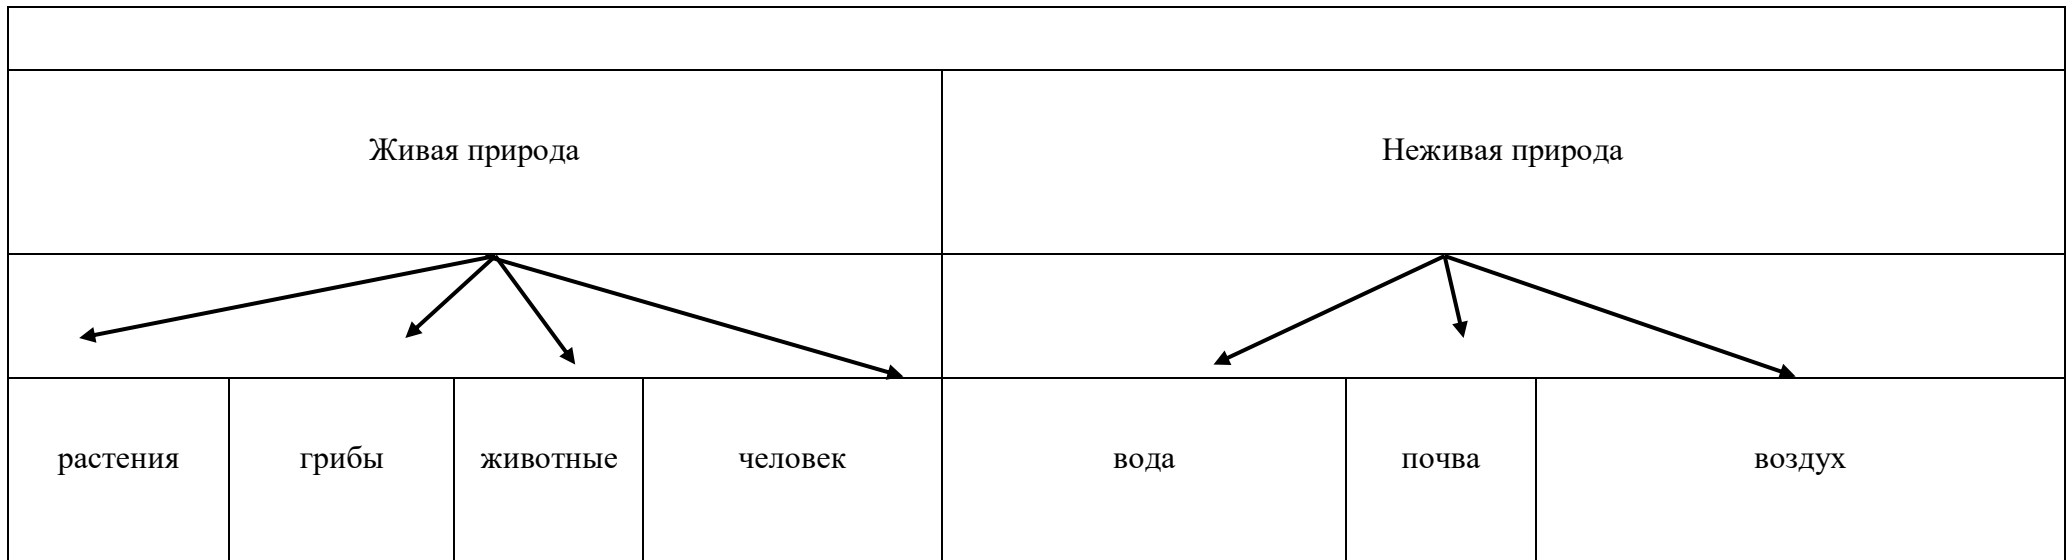 Живая природа
Неживая природа
растения
грибы
животные
человек
вода
почва
воздух